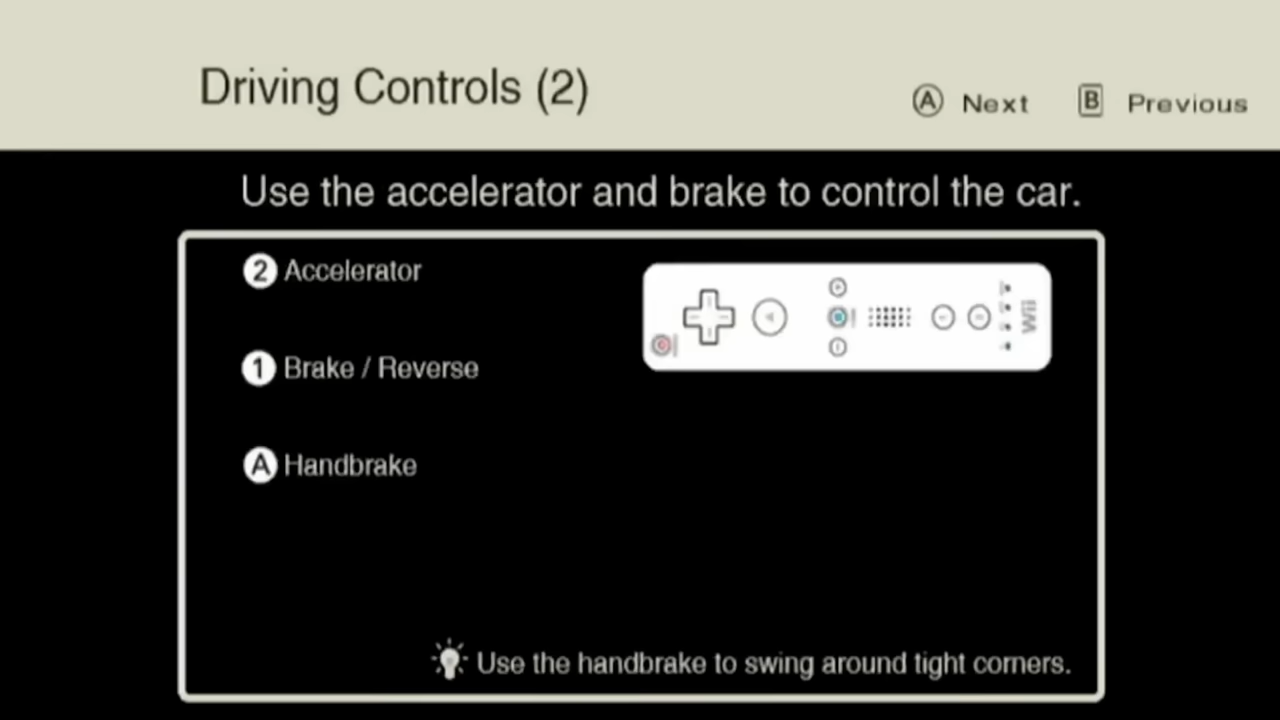 Driving Controls (2)
A Next B Previous
Use the accelerator and brake to control the car.
2 Accelerator
1 Brake / Reverse
A Handbrake
Wii
Use the handbrake to swing around tight corners.